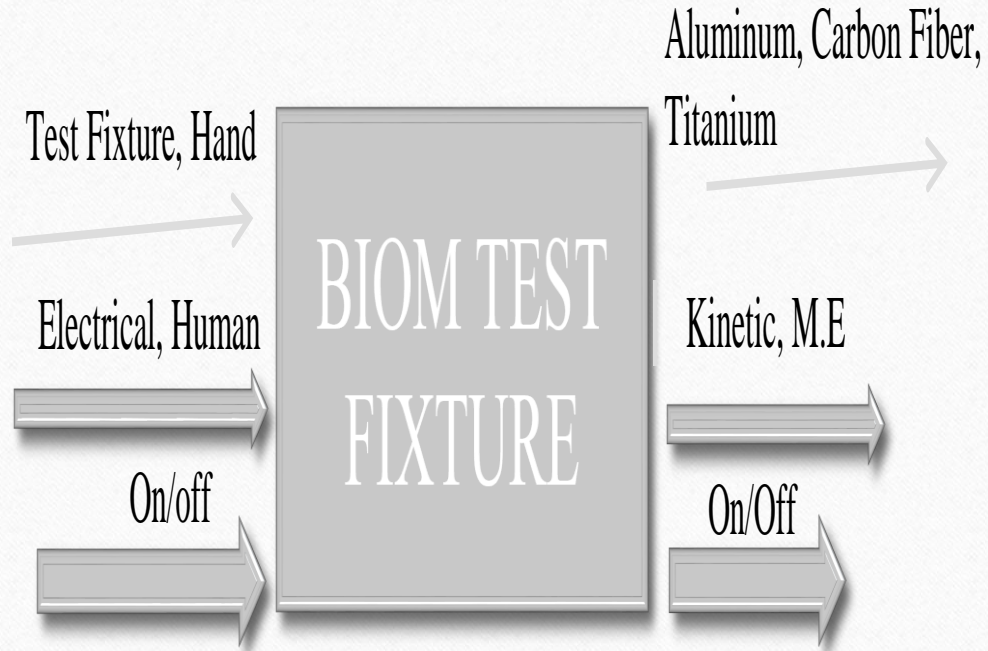 Test Fixture, Hand
Electrical, Human
On/off
BIOM TEST
FIXTURE
Aluminum, Carbon Fiber,
Titanium
Kinetic, M.E
On/Off